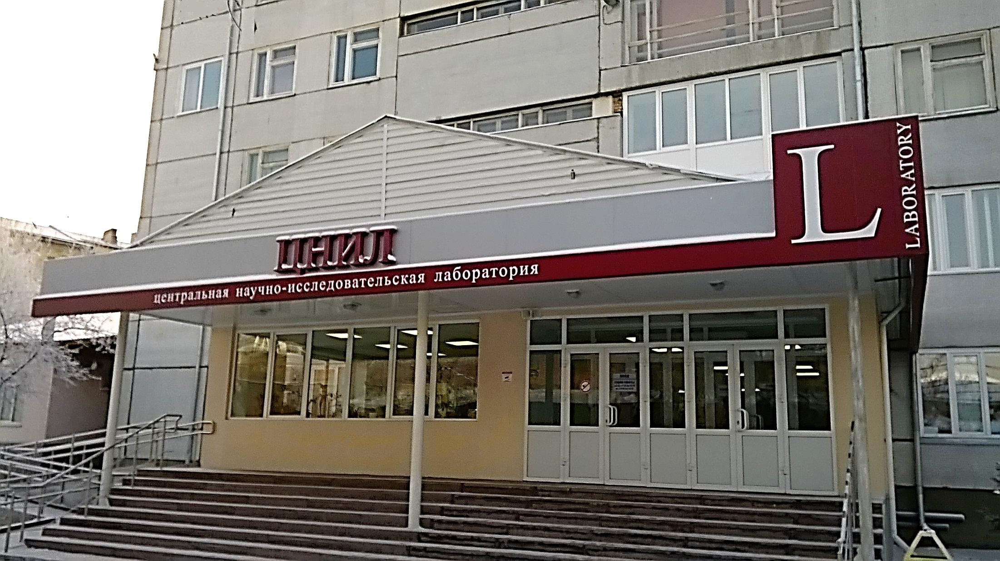 ЦНИЛ
центральная научно-исследовательская лаборатория
L
LABORATORY